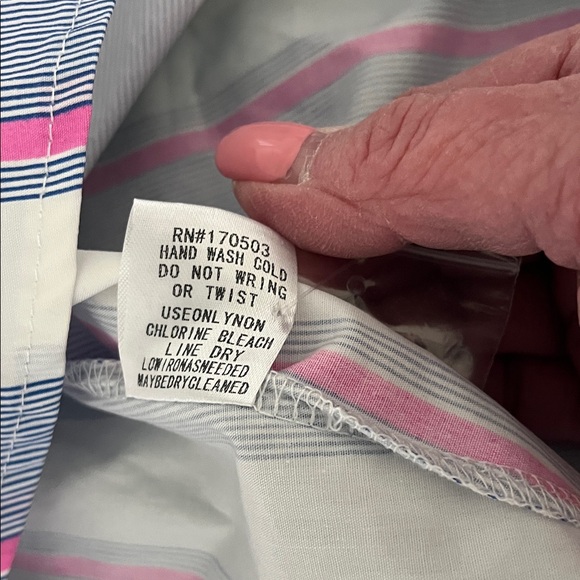 RN#170503
HAND WASH COLD
DO NOT WRING
OR TWIST
USEONLYNON
CHLORINE BLEACH
LINE DRY
LOWIRONASNEEDED
MAYBEDRYCLEANED